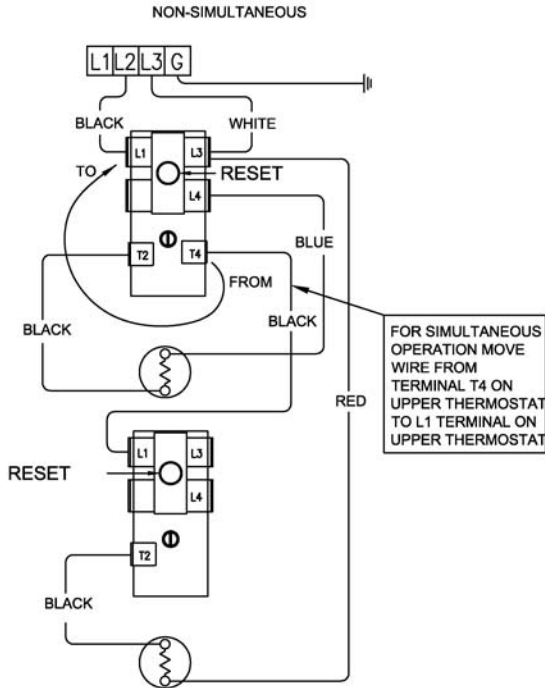 NON-SIMULTANEOUS
L1 L2 L3 G
BLACK
WHITE
L1
L3
TO
RESET
L4
BLUE
T2
T4
FROM
BLACK
BLACK
FOR SIMULTANEOUS
OPERATION MOVE
WIRE FROM
TERMINAL T4 ON
UPPER THERMOSTAT
TO L1 TERMINAL ON
UPPER THERMOSTAT
RED
L1
L3
RESET
L4
T2
BLACK